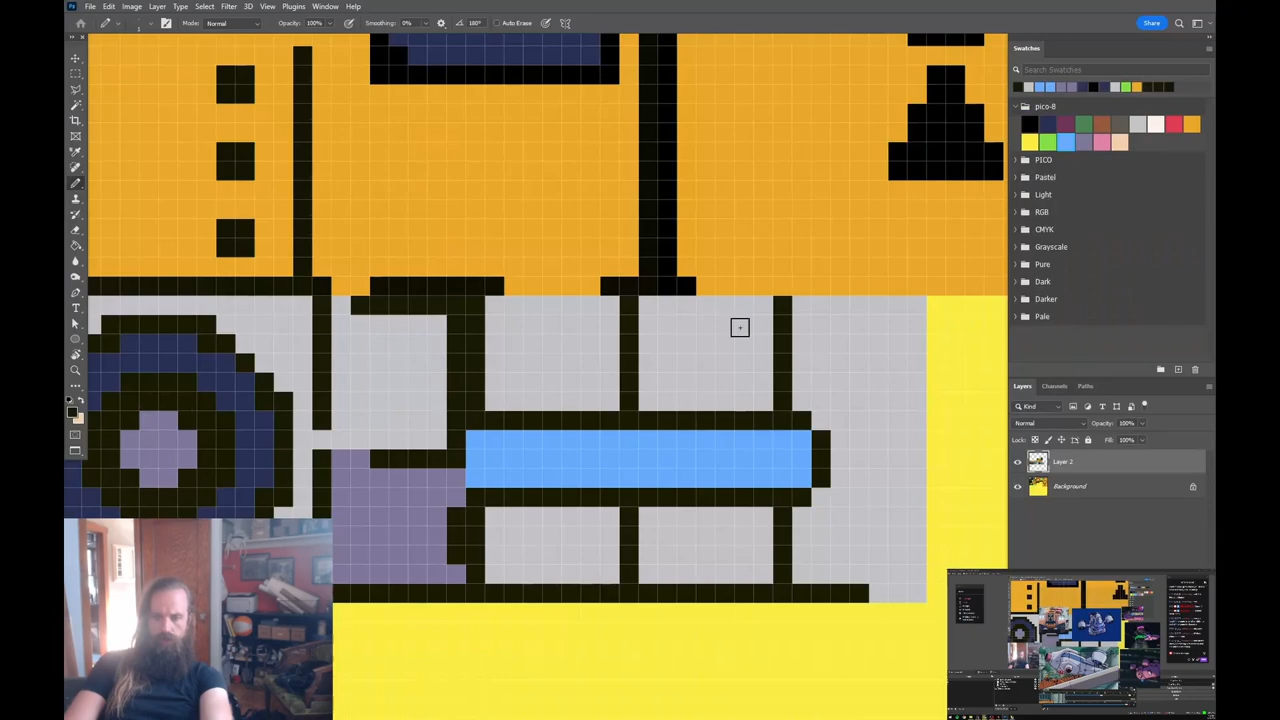 File Edit Image Layer Type Select Filter 3D View Plugins Window Help
1 Mode: Normal Opacity: 100% Smoothing: 0% 180° Auto Erase Share
Swatches
Search Swatches
pico-8
PICO
Pastel
Light
RGB
CMYK
Grayscale
Pure
Dark
Darker
Pale
Layers Channels Paths
Kind
Normal Opacity: 100%
Lock: Fill: 100%
Layer 2
Background